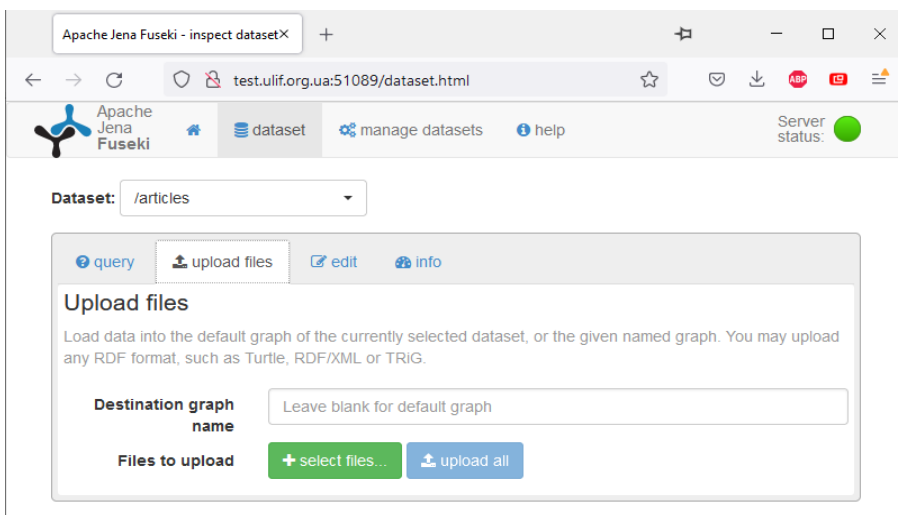 Apache Jena Fuseki - inspect dataset
test.ulif.org.ua:51089/dataset.html
ABP
Apache
Jena
Fuseki
dataset
manage datasets
help
Server
status:
Dataset: /articles
query
upload files
edit
info
Upload files
Load data into the default graph of the currently selected dataset, or the given named graph. You may upload
any RDF format, such as Turtle, RDF/XML or TRiG.
Destination graph
name
Leave blank for default graph
Files to upload
select files...
upload all